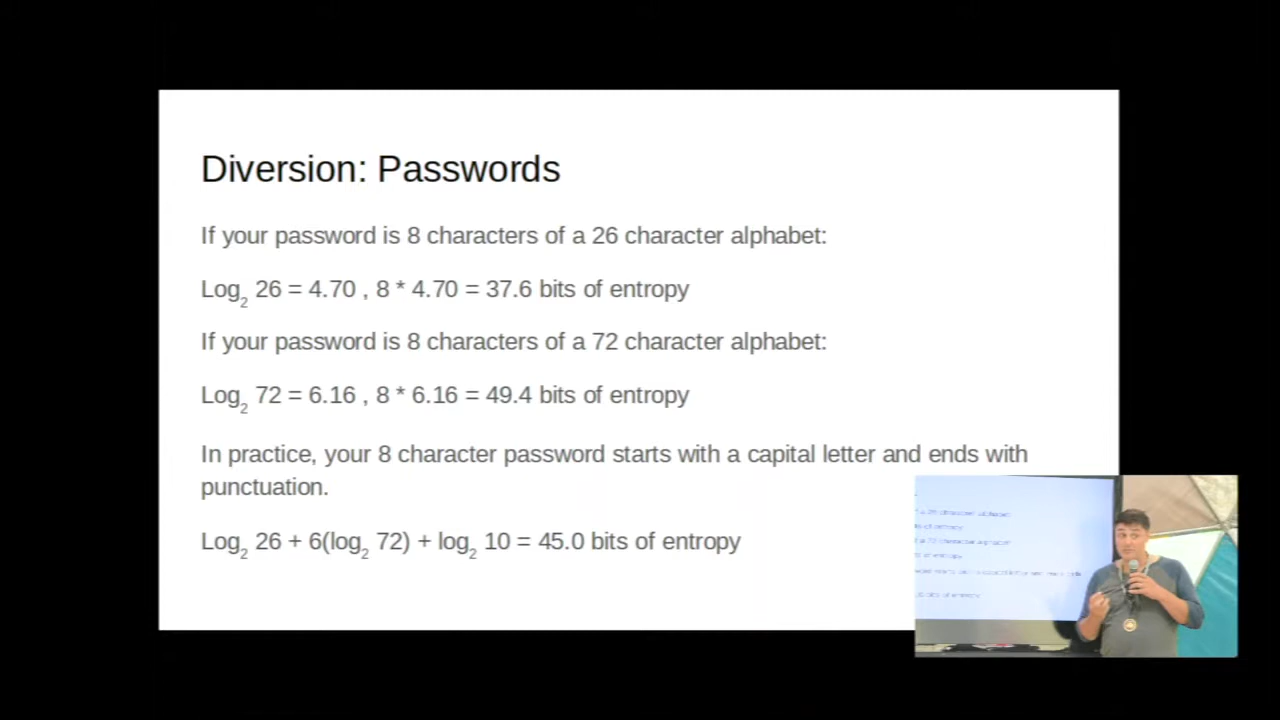 Diversion: Passwords
If your password is 8 characters of a 26 character alphabet:
Log₂ 26 = 4.70 , 8 * 4.70 = 37.6 bits of entropy
If your password is 8 characters of a 72 character alphabet:
Log₂ 72 = 6.16 , 8 * 6.16 = 49.4 bits of entropy
In practice, your 8 character password starts with a capital letter and ends with
punctuation.
Log₂ 26 + 6(log₂ 72) + log₂ 10 = 45.0 bits of entropy